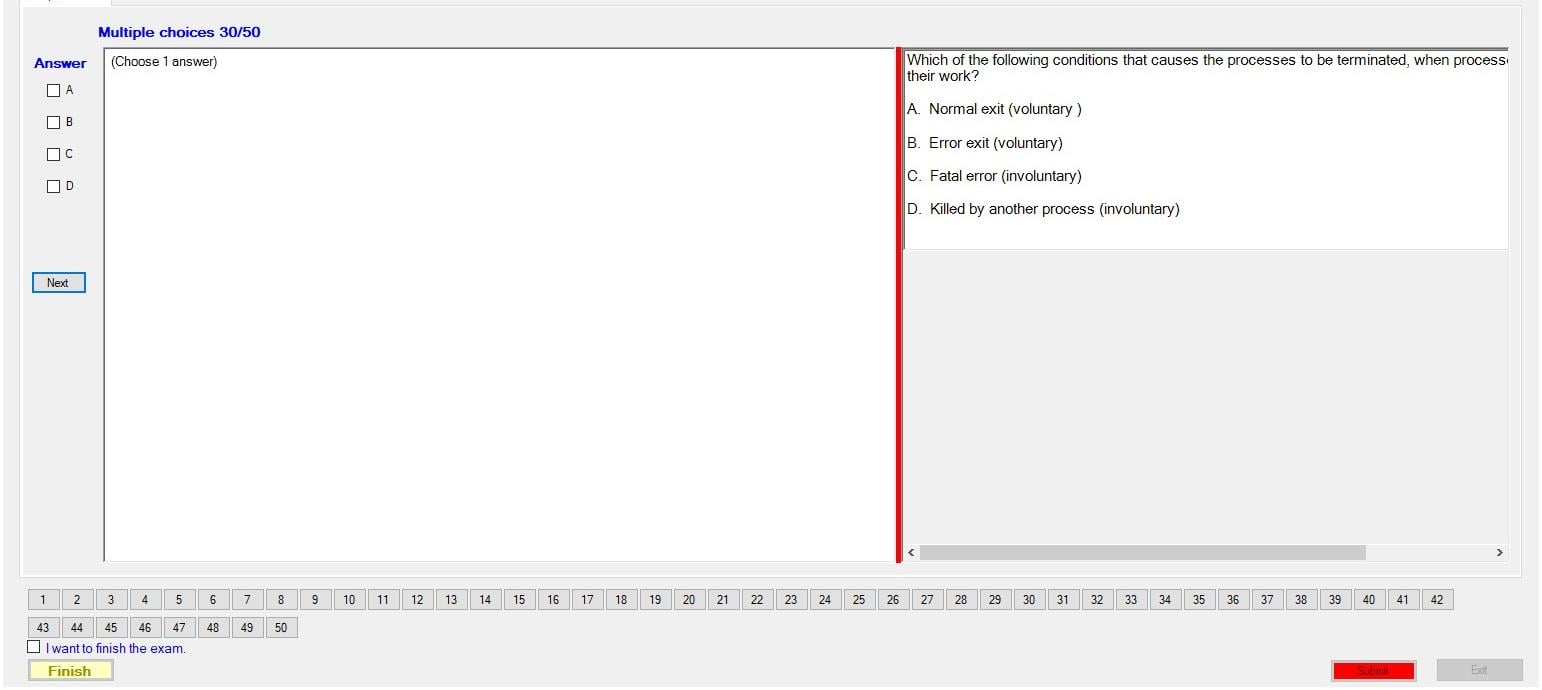 Multiple choices 30/50
Answer
(Choose 1 answer)
A
B
C
D
Next
Which of the following conditions that causes the processes to be terminated, when
their work?
A. Normal exit (voluntary )
B. Error exit (voluntary)
C. Fatal error (involuntary)
D. Killed by another process (involuntary)
1 2 3 4 5 6 7 8 9 10 11 12 13 14 15 16 17 18 19 20 21 22 23 24 25 26 27 28 29 30 31 32 33 34 35 36 37 38 39 40 41 42
43 44 45 46 47 48 49 50
I want to finish the exam.
Finish
Submit
Exit